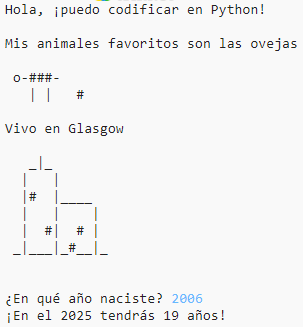 Hola, ¡puedo codificar en Python!
Mis animales favoritos son las ovejas
o-###-
| |   #
Vivo en Glasgow
_|_
|   |
|#  |____
|   |    |
|  #|  # |
_|___|_#__|_
¿En qué año naciste? 2006
¡En el 2025 tendrás 19 años!